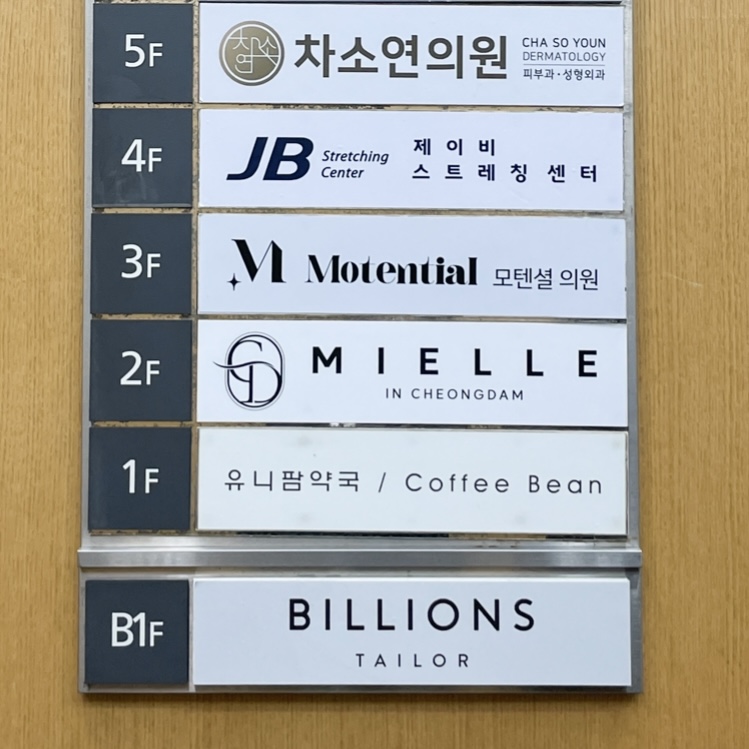 5F
차소연의원
CHA SO YOUN
DERMATOLOGY
피부과·성형외과
4F
JB
Stretching
Center
제이비
스트레칭 센터
3F
M Motential 모텐셜 의원
2F
MIELLE
IN CHEONGDAM
1F
유니팜약국 / Coffee Bean
B1F
BILLIONS
TAILOR